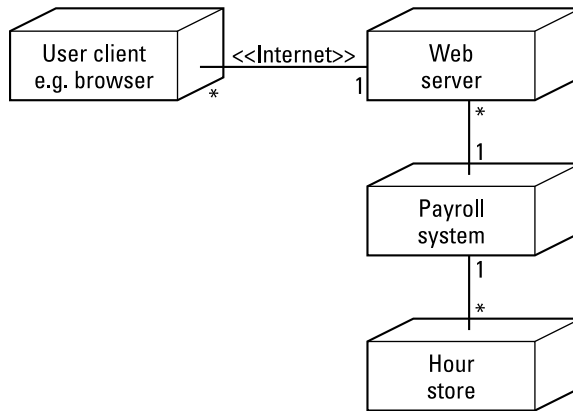 User client
e.g. browser
<<Internet>>
Web
server
*
1
*
1
Payroll
system
1
*
Hour
store